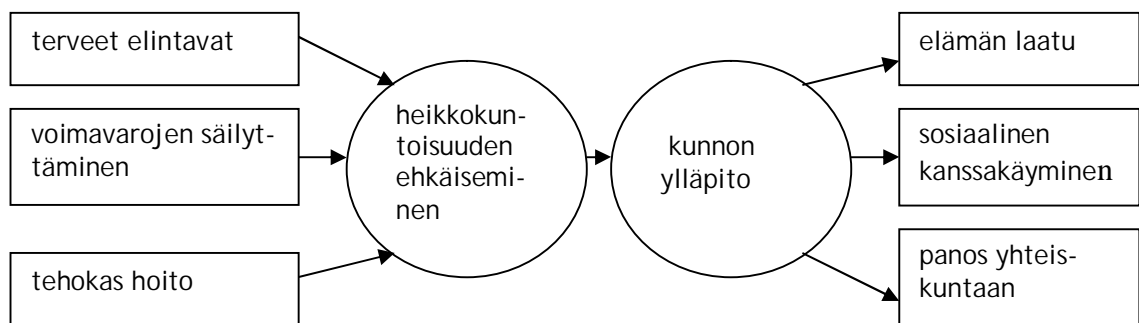 terveet elintavat
voimavarojen säilyt-
täminen
tehokas hoito
heikkokun-
toisuuden
ehkäisemi-
nen
kunnon
ylläpito
elämän laatu
sosiaalinen
kanssakäyminen
panos yhteis-
kuntaan